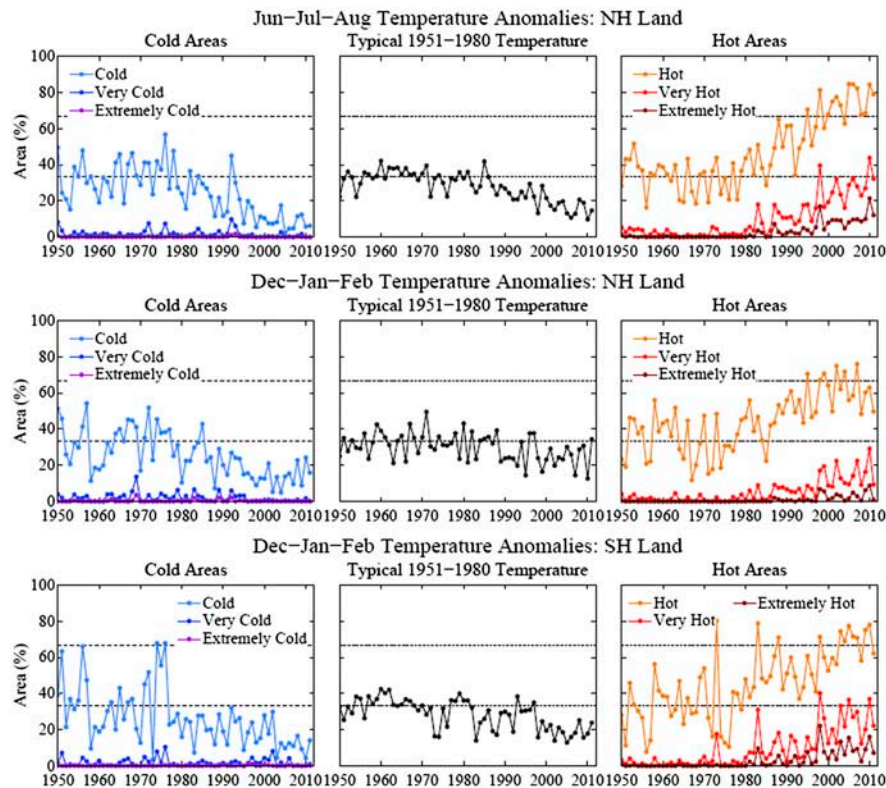 Jun−Jul−Aug Temperature Anomalies: NH Land
Cold Areas Typical 1951−1980 Temperature Hot Areas
100
80
60
40
20
0
Area (%)
Cold
Very Cold
Extremely Cold
Hot
Very Hot
Extremely Hot
1950 1960 1970 1980 1990 2000 2010 1960 1970 1980 1990 2000 2010 1960 1970 1980 1990 2000 2010
Dec−Jan−Feb Temperature Anomalies: NH Land
Cold Areas Typical 1951−1980 Temperature Hot Areas
100
80
60
40
20
0
Area (%)
Cold
Very Cold
Extremely Cold
Hot
Very Hot
Extremely Hot
1950 1960 1970 1980 1990 2000 2010 1960 1970 1980 1990 2000 2010 1960 1970 1980 1990 2000 2010
Dec−Jan−Feb Temperature Anomalies: SH Land
Cold Areas Typical 1951−1980 Temperature Hot Areas
100
80
60
40
20
0
Area (%)
Cold
Very Cold
Extremely Cold
Hot Extremely Hot
Very Hot
1950 1960 1970 1980 1990 2000 2010 1960 1970 1980 1990 2000 2010 1960 1970 1980 1990 2000 2010